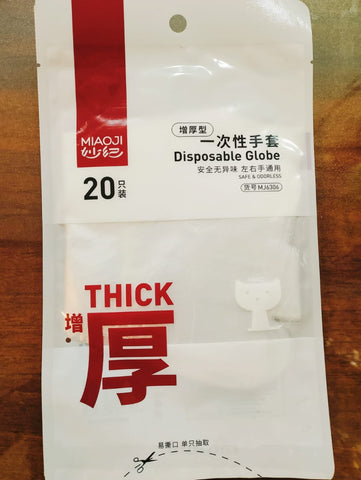 MIAOJI
妙纪
20只装
增厚型
一次性手套
Disposable Globe
安全无异味 左右手通用
SAFE & ODORLESS
货号 MJ6306
THICK
增厚
易撕口 单只抽取